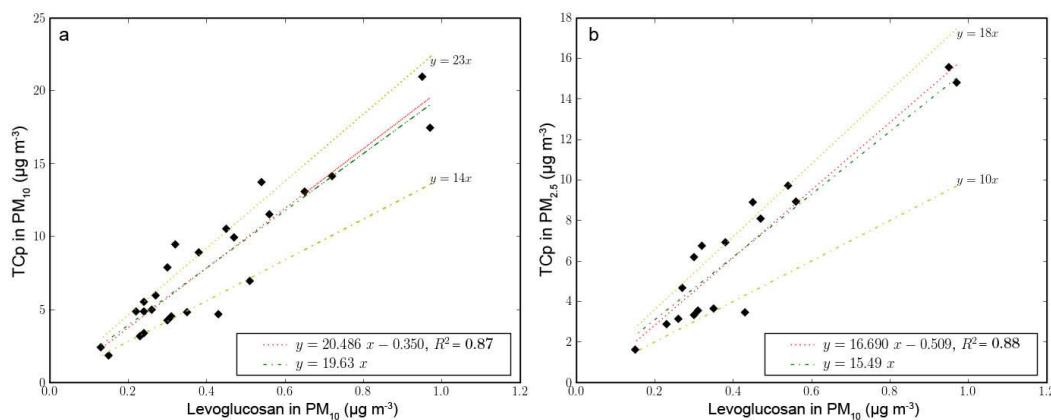 a
TCp in PM10 (µg m-3)
25
20
15
10
5
0
0.0 0.2 0.4 0.6 0.8 1.0 1.2
Levoglucosan in PM10 (µg m-3)
y = 23x
y = 14x
y = 20.486 x − 0.350, R² = 0.87
y = 19.63 x
b
TCp in PM2.5 (µg m-3)
18
16
14
12
10
8
6
4
2
0
0.0 0.2 0.4 0.6 0.8 1.0 1.2
Levoglucosan in PM10 (µg m-3)
y = 18x
y = 10x
y = 16.690 x − 0.509, R² = 0.88
y = 15.49 x